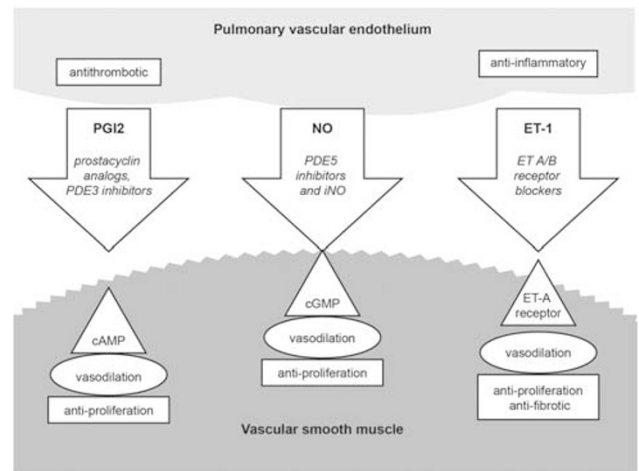 Pulmonary vascular endothelium
antithrombotic
anti-inflammatory
PGI2
prostacyclin
analogs,
PDE3 inhibitors
NO
PDE5
inhibitors
and iNO
ET-1
ET A/B
receptor
blockers
cAMP
vasodilation
anti-proliferation
cGMP
vasodilation
anti-proliferation
ET-A
receptor
vasodilation
anti-proliferation
anti-fibrotic
Vascular smooth muscle